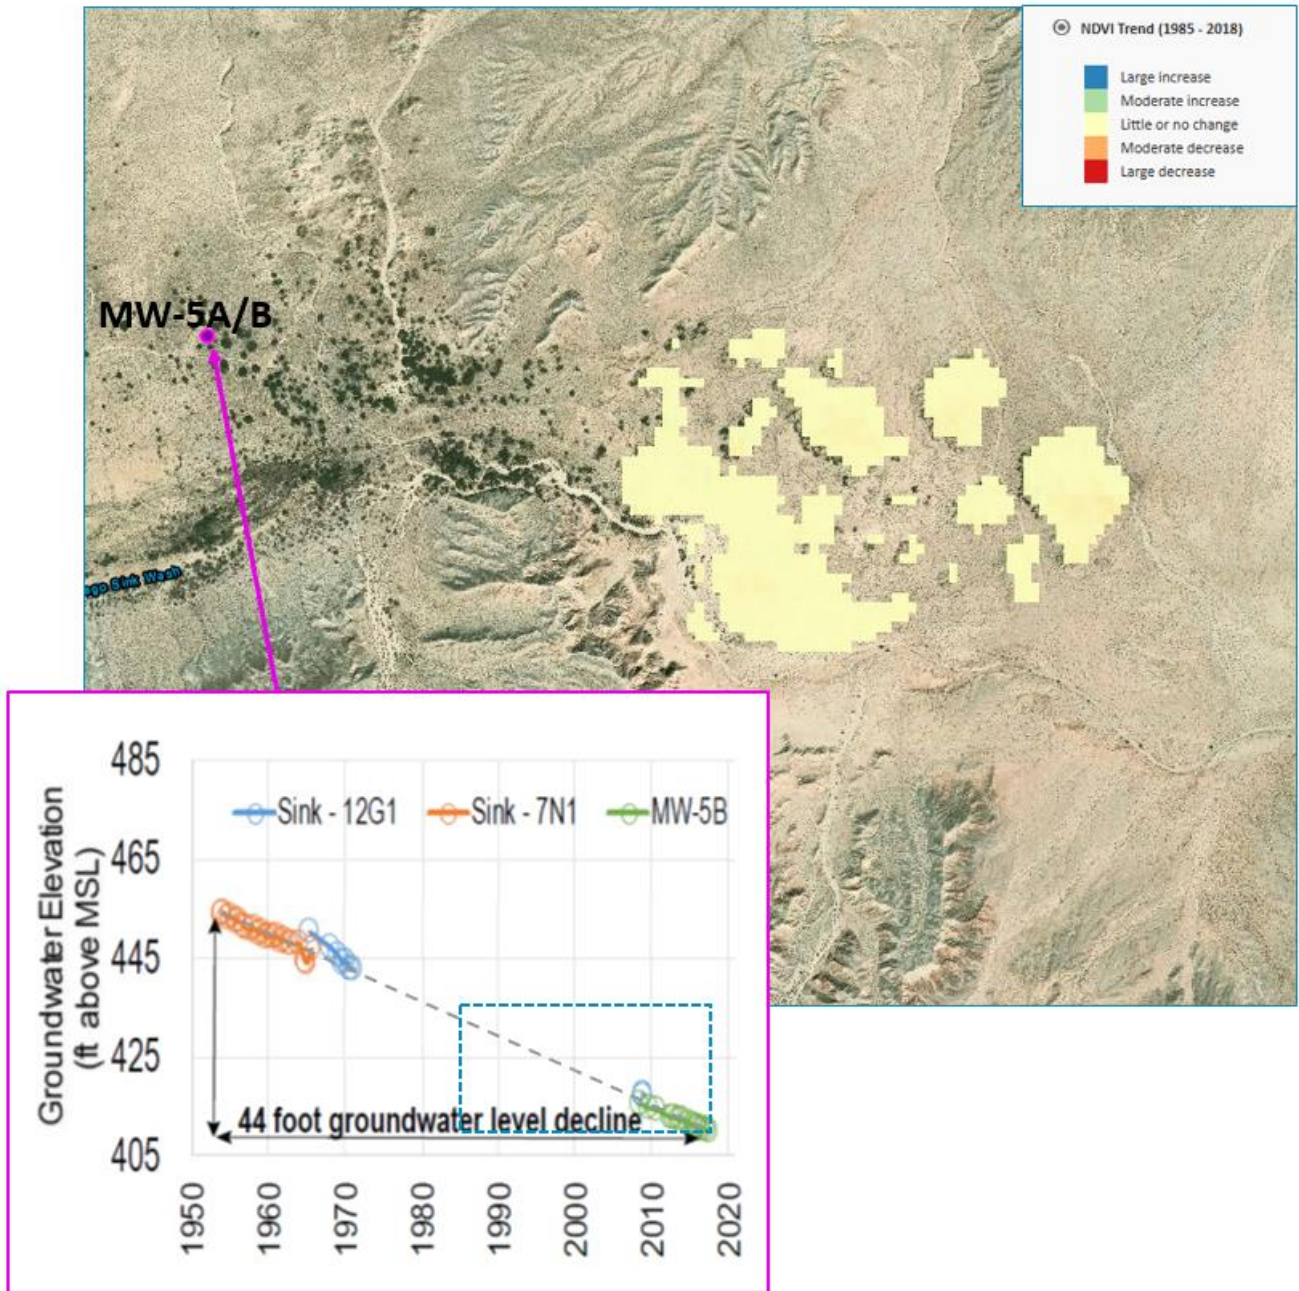 NDVI Trend (1985 - 2018)
Large increase
Moderate increase
Little or no change
Moderate decrease
Large decrease
MW-5A/B
ego Sink Wash
485
465
445
425
405
Groundwater Elevation
(ft above MSL)
Sink - 12G1 Sink - 7N1 MW-5B
44 foot groundwater level decline
1950 1960 1970 1980 1990 2000 2010 2020